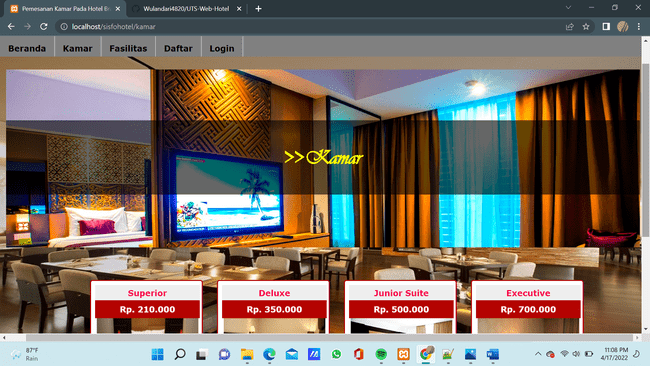 Pemesanan Kamar Pada Hotel B
Wulandari4820/UTS-Web-Hotel
localhost/sisfohotel/kamar
Beranda Kamar Fasilitas Daftar Login
>>Kamar
Superior Deluxe Junior Suite Executive
Rp. 210.000 Rp. 350.000 Rp. 500.000 Rp. 700.000
87°F
Rain
11:08 PM
4/17/2022